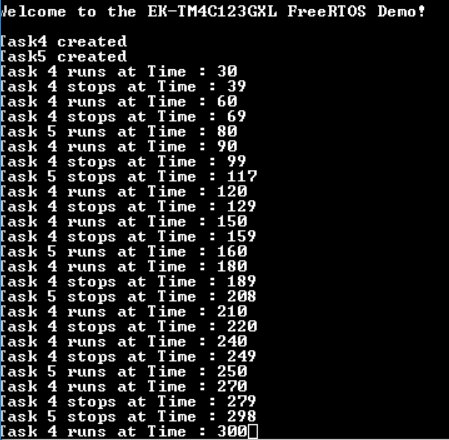 Welcome to the EK-TM4C123GXL FreeRTOS Demo!
Task4 created
Task5 created
Task 4 runs at Time : 30
Task 4 stops at Time : 39
Task 4 runs at Time : 60
Task 4 stops at Time : 69
Task 5 runs at Time : 80
Task 4 runs at Time : 90
Task 4 stops at Time : 99
Task 5 stops at Time : 117
Task 4 runs at Time : 120
Task 4 stops at Time : 129
Task 4 runs at Time : 150
Task 4 stops at Time : 159
Task 5 runs at Time : 160
Task 4 runs at Time : 180
Task 4 stops at Time : 189
Task 5 stops at Time : 208
Task 4 runs at Time : 210
Task 4 stops at Time : 220
Task 4 runs at Time : 240
Task 4 stops at Time : 249
Task 5 runs at Time : 250
Task 4 runs at Time : 270
Task 4 stops at Time : 279
Task 5 stops at Time : 298
Task 4 runs at Time : 300